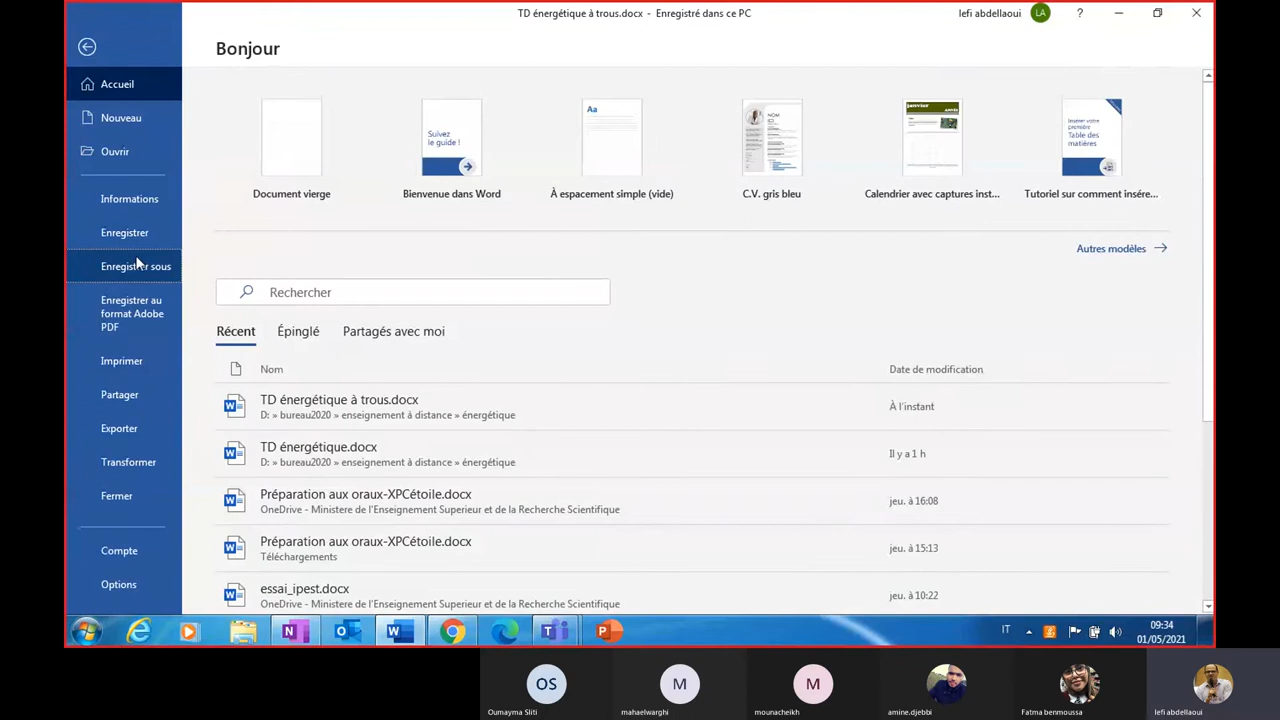 TD énergétique à trous.docx - Enregistré dans ce PC
lefi abdellaoui
LA
?
Bonjour
Accueil
Nouveau
Ouvrir
Informations
Enregistrer
Enregistrer sous
Enregistrer au
format Adobe
PDF
Imprimer
Partager
Exporter
Transformer
Fermer
Compte
Options
Suivez
le guide !
Aa
janvier
Insérer votre
première
Table des
matières
Document vierge
Bienvenue dans Word
À espacement simple (vide)
C.V. gris bleu
Calendrier avec captures inst...
Tutoriel sur comment insére...
Autres modèles
Rechercher
Récent
Épinglé
Partagés avec moi
Nom
Date de modification
TD énergétique à trous.docx
D: » bureau2020 » enseignement à distance » énergétique
À l'instant
TD énergétique.docx
D: » bureau2020 » enseignement à distance » énergétique
Il y a 1 h
Préparation aux oraux-XPCétoile.docx
OneDrive - Ministere de l'Enseignement Superieur et de la Recherche Scientifique
jeu. à 16:08
Préparation aux oraux-XPCétoile.docx
Téléchargements
jeu. à 15:13
essai_ipest.docx
OneDrive - Ministere de l'Enseignement Superieur et de la Recherche Scientifique
jeu. à 10:22
IT
09:34
01/05/2021
OS
M
M
Oumayma Sliti
mahaelwarghi
mounacheikh
amine.djebbi
Fatma benmoussa
lefi abdellaoui